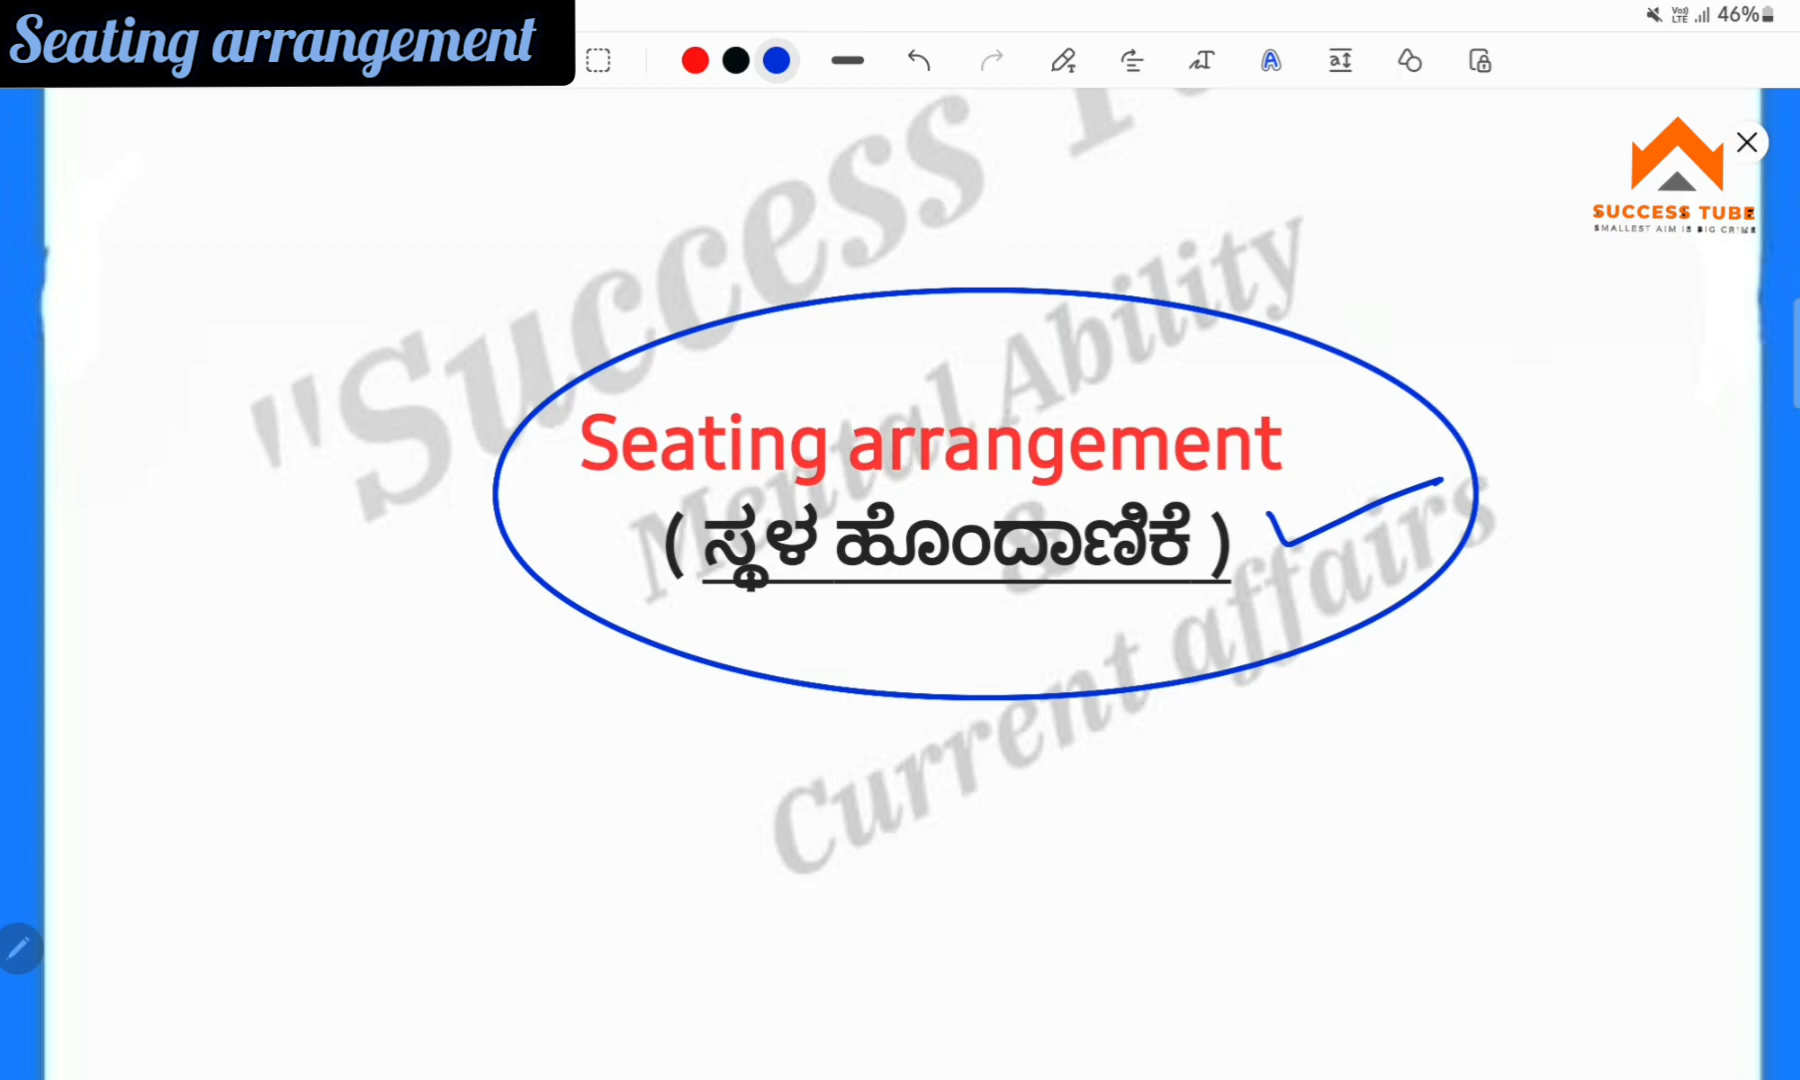 Seating arrangement
46%
SUCCESS TUBE
SMALLEST AIM IS BIG CRIME
"Success
Mental Ability
&
Current affairs
Seating arrangement
( ಸ್ಥಳ ಹೊಂದಾಣಿಕೆ )